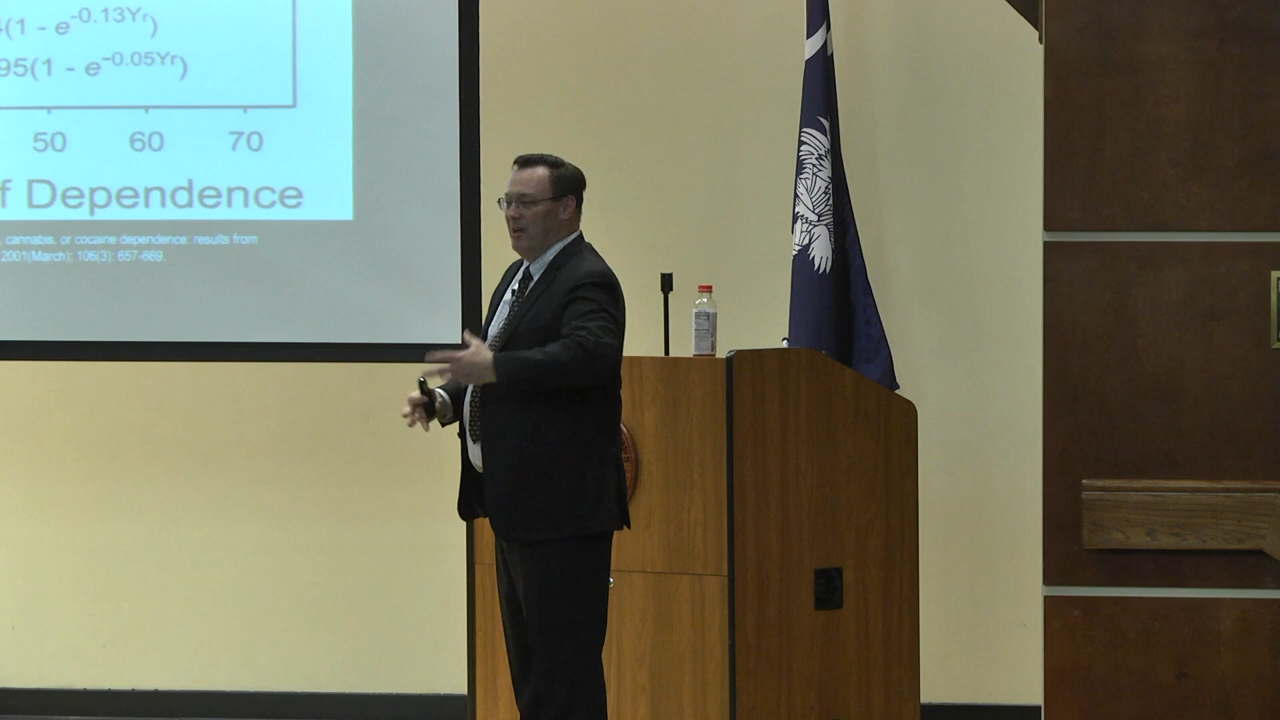 (1 - e-0.13Yr)
95(1 - e-0.05Yr)
50 60 70
f Dependence
, cannabis, or cocaine dependence: results from
2001(March); 106(3): 657-669.